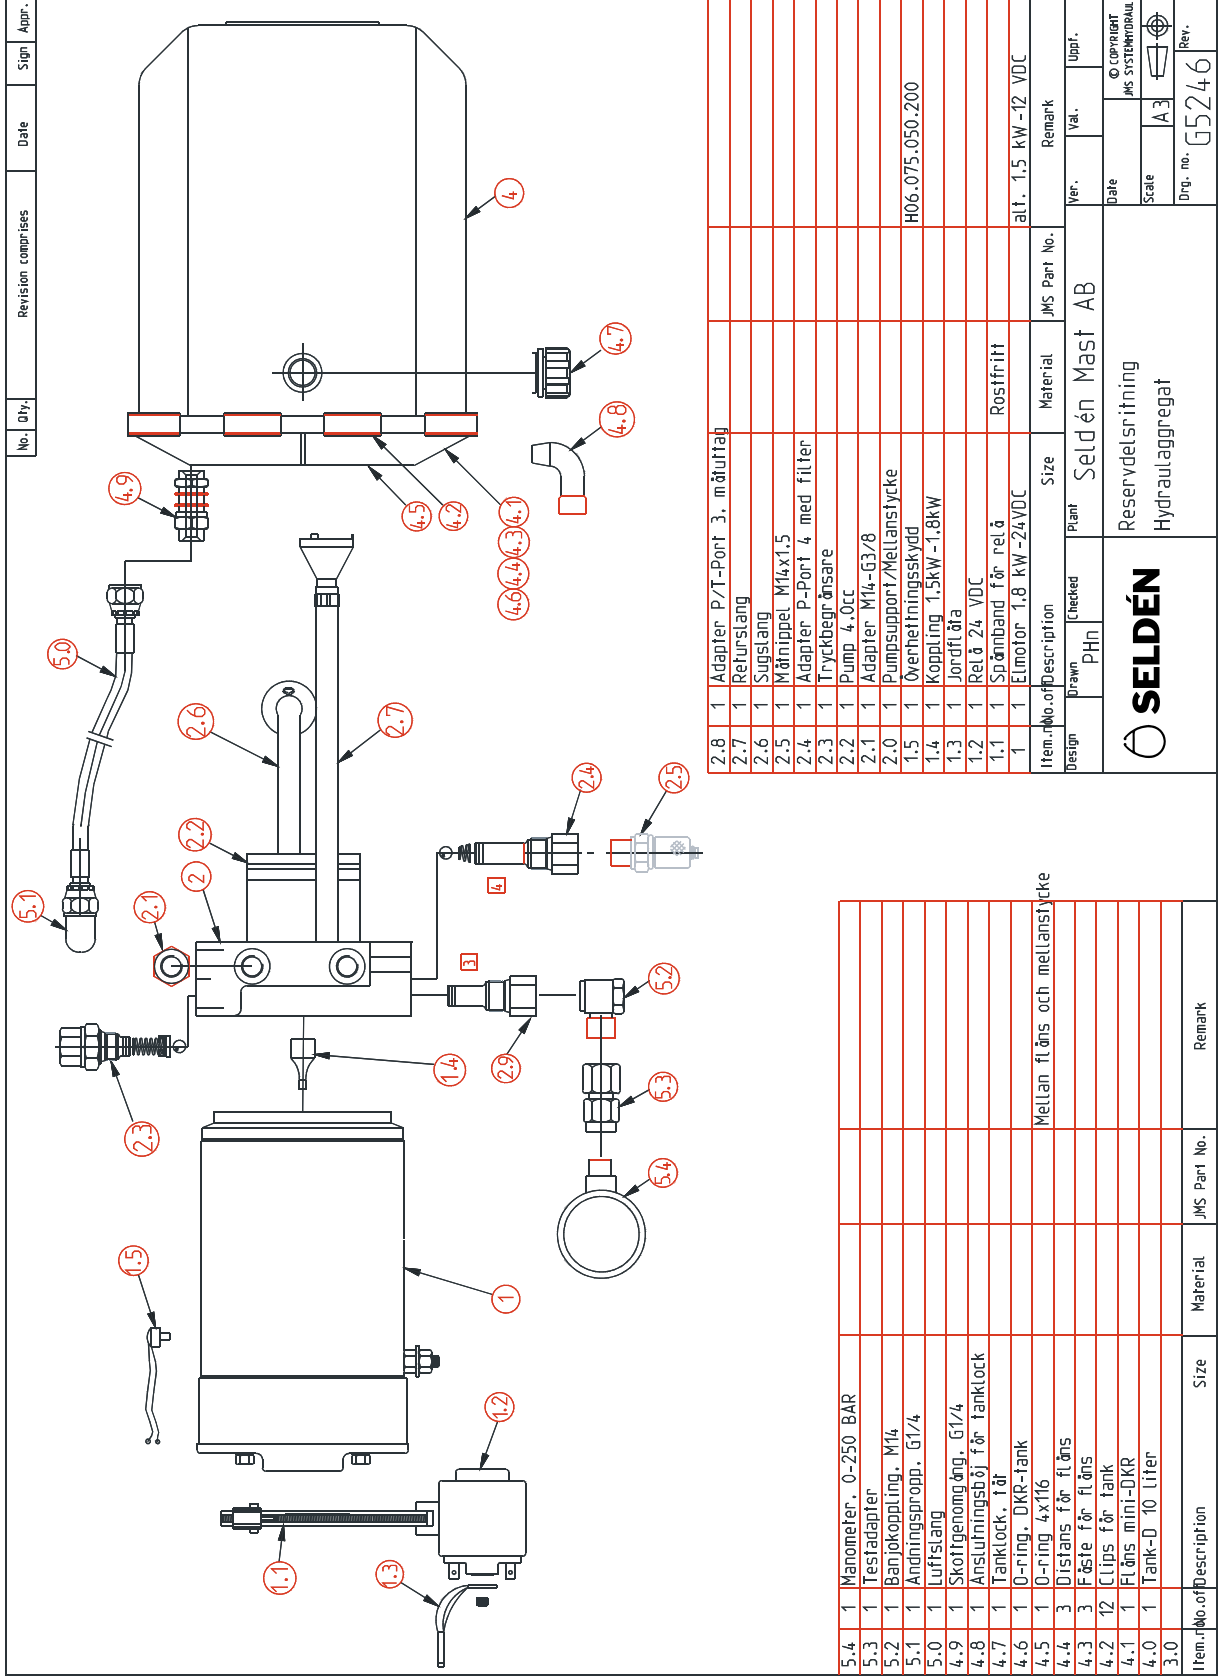 No. Qty. Revision comprises Date Sign Appr.
5.1
5.0
4.9
2.3
2.1
2
2.2
2.6
2.7
4.5
4.2
4.6 4.4 4.3 4.1
4.8
4.7
4
1.5
1
1.4
2.9
3
4
2.4
2.5
5.2
5.3
5.4
1.1
1.2
1.3
2.8 1 Adapter P/T-Port 3, mätuttag
2.7 1 Returslang
2.6 1 Sugslang
2.5 1 Mätnippel M14x1.5
2.4 1 Adapter P-Port 4 med filter
2.3 1 Tryckbegränsare
2.2 1 Pump 4.0cc
2.1 1 Adapter M14-G3/8
2.0 1 Pumpsupport/Mellanstycke
1.5 1 Överhettningsskydd H06.075.050.200
1.4 1 Koppling 1.5kW-1.8kW
1.3 1 Jordfläta
1.2 1 Relä 24 VDC
1.1 1 Spännband för relä Rostfritt
1 1 Elmotor 1.8 kW-24VDC alt. 1.5 kW-12 VDC
Item.no No.off Description Size Material JMS Part No. Remark
Design Drawn Checked Plant Ver. Val. Uppf.
PHn Seldén Mast AB
SELDÉN
Reservdelsritning
Hydraulaggregat
Date
© COPYRIGHT
JMS SYSTEMHYDRAUL
Scale A3
Drg. no. G5246 Rev.
5.4 1 Manometer, 0-250 BAR
5.3 1 Testadapter
5.2 1 Banjokoppling, M14
5.1 1 Andningspropp, G1/4
5.0 1 Luftslang
4.9 1 Skottgenomgång, G1/4
4.8 1 Anslutningsböj för tanklock
4.7 1 Tanklock, tät
4.6 1 O-ring, DKR-tank
4.5 1 O-ring 4x116 Mellan fläns och mellanstycke
4.4 3 Distans för fläns
4.3 3 Fäste för fläns
4.2 12 Clips för tank
4.1 1 Fläns mini-DKR
4.0 1 Tank-D 10 liter
3.0
Item.no No.off Description Size Material JMS Part No. Remark